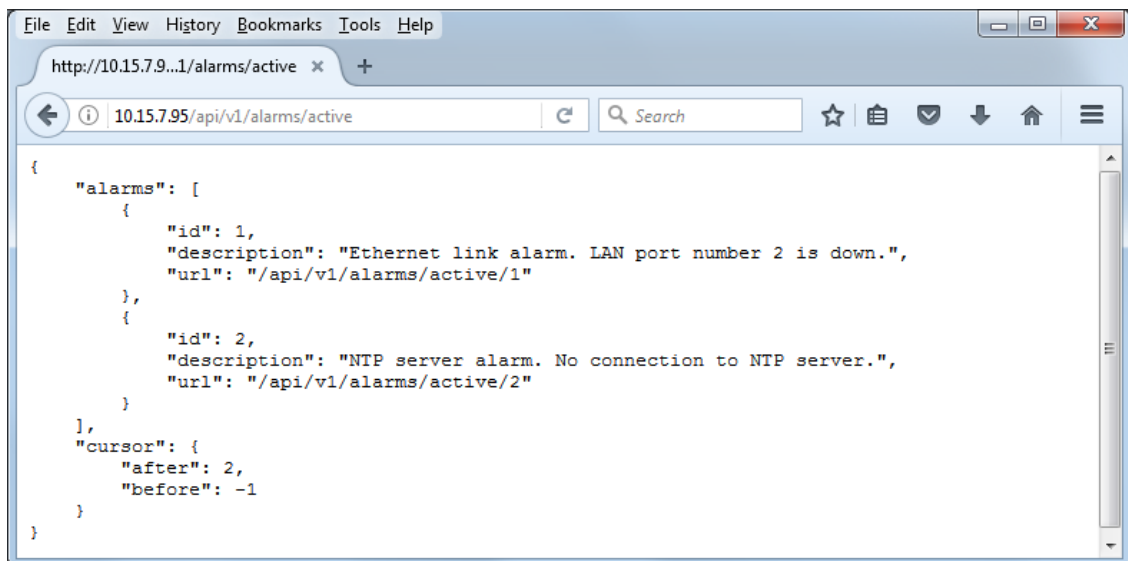 File Edit View History Bookmarks Tools Help
http://10.15.7.9...1/alarms/active
10.15.7.95/api/v1/alarms/active
Search
{
    "alarms": [
        {
            "id": 1,
            "description": "Ethernet link alarm. LAN port number 2 is down.",
            "url": "/api/v1/alarms/active/1"
        },
        {
            "id": 2,
            "description": "NTP server alarm. No connection to NTP server.",
            "url": "/api/v1/alarms/active/2"
        }
    ],
    "cursor": {
        "after": 2,
        "before": -1
    }
}